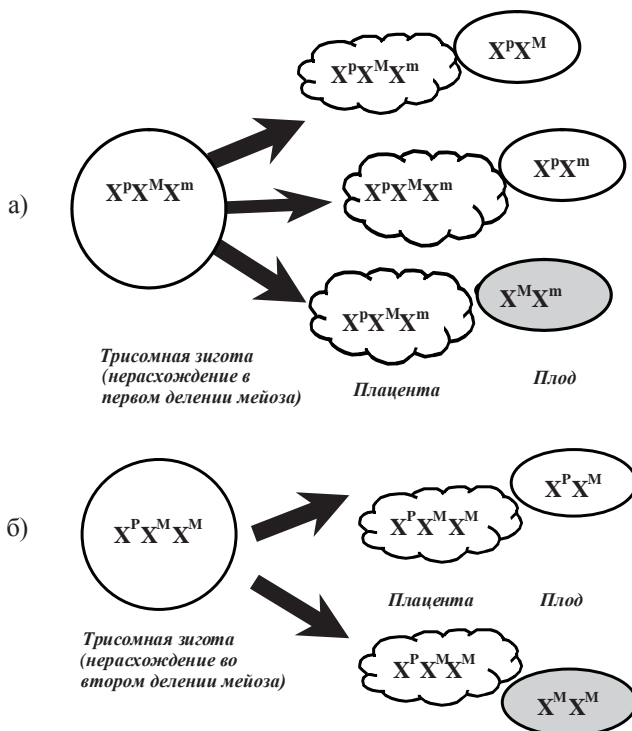 XᵖXᴹXᵐ
XᵖXᴹ
а)
XᵖXᴹXᵐ
XᵖXᴹXᵐ
XᵖXᵐ
XᵖXᴹXᵐ
XᴹXᵐ
Трисомная зигота
(нерасхождение в
первом делении мейоза)
Плацента
Плод
б)
XᴾXᴹXᴹ
XᴾXᴹXᴹ
XᴾXᴹ
Плацента
Плод
Трисомная зигота
(нерасхождение во
втором делении мейоза)
XᴾXᴹXᴹ
XᴹXᴹ